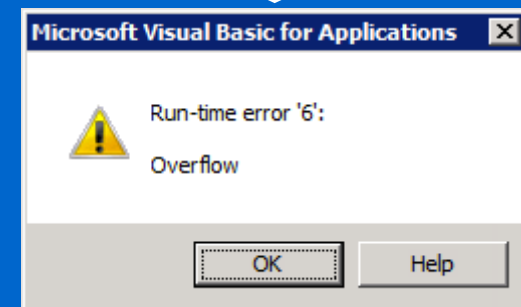 Microsoft Visual Basic for Applications
Run-time error '6':
Overflow
OK
Help